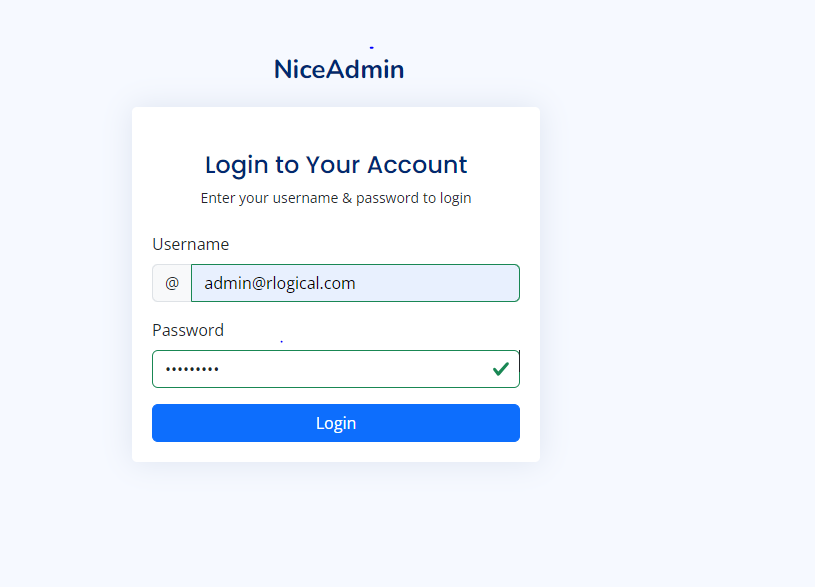 NiceAdmin
Login to Your Account
Enter your username & password to login
Username
@ admin@rlogical.com
Password
•••••••••
Login